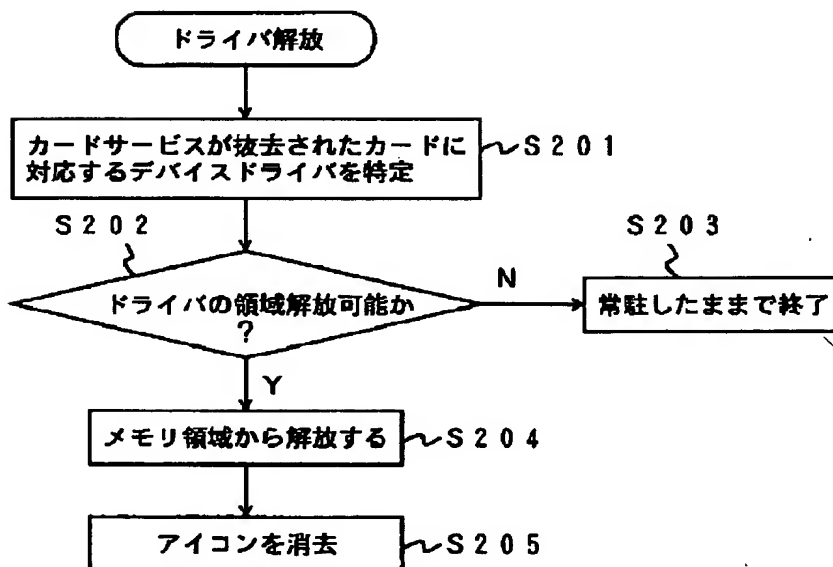 ドライバ解放
カードサービスが抜去されたカードに
対応するデバイスドライバを特定
S201
S202
ドライバの領域解放可能か
?
N
S203
常駐したままで終了
Y
メモリ領域から解放する
S204
アイコンを消去
S205